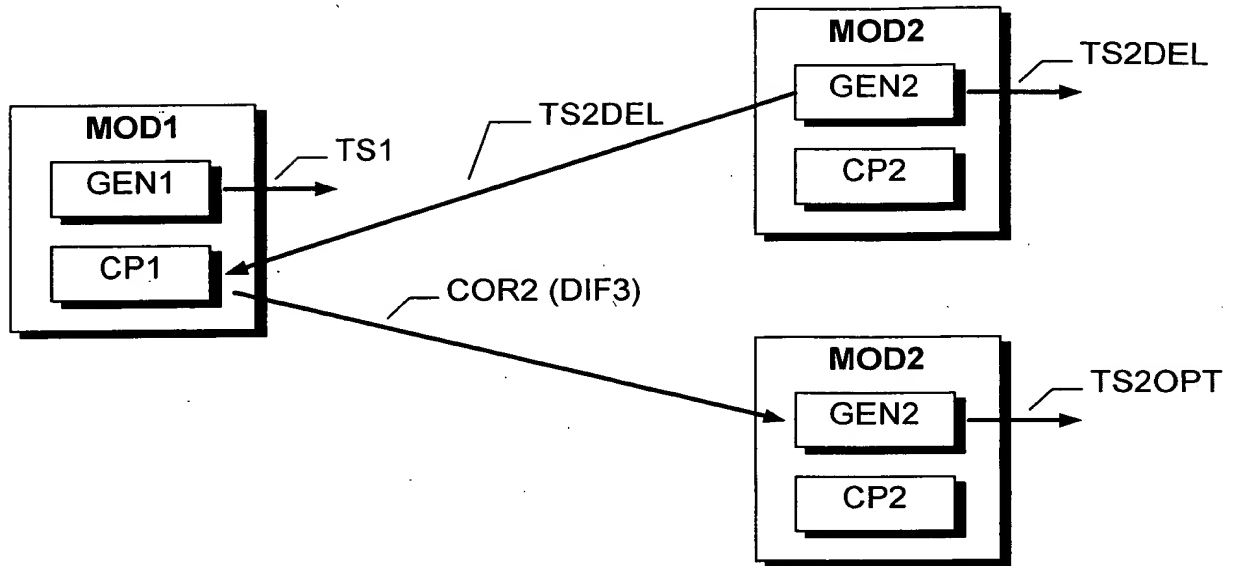 MOD1
GEN1
TS1
CP1
TS2DEL
COR2 (DIF3)
MOD2
GEN2
TS2DEL
CP2
MOD2
GEN2
TS2OPT
CP2